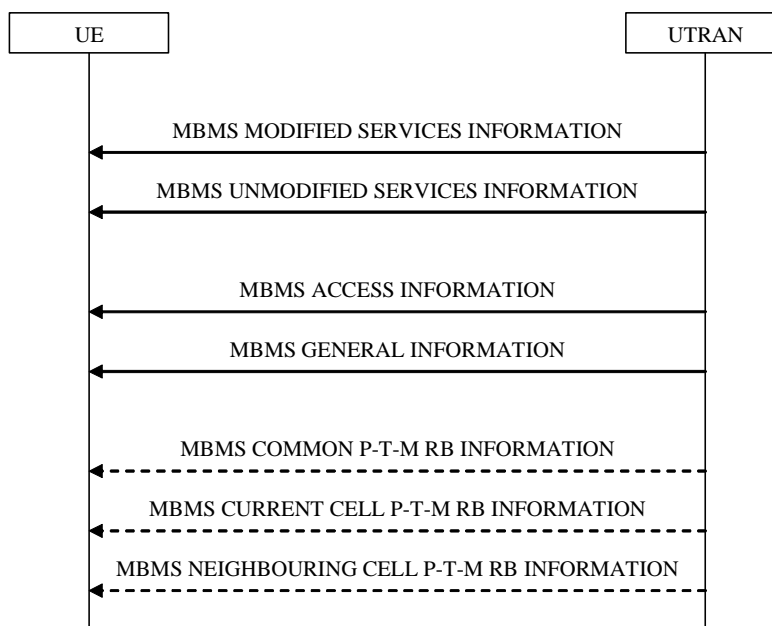 UE
UTRAN
MBMS MODIFIED SERVICES INFORMATION
MBMS UNMODIFIED SERVICES INFORMATION
MBMS ACCESS INFORMATION
MBMS GENERAL INFORMATION
MBMS COMMON P-T-M RB INFORMATION
MBMS CURRENT CELL P-T-M RB INFORMATION
MBMS NEIGHBOURING CELL P-T-M RB INFORMATION